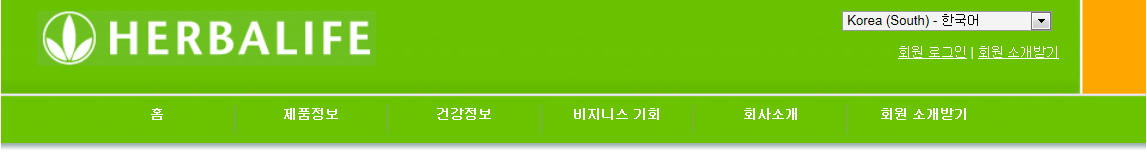 HERBALIFE
Korea (South) - 한국어
회원 로그인 | 회원 소개받기
홈 제품정보 건강정보 비지니스 기회 회사소개 회원 소개받기